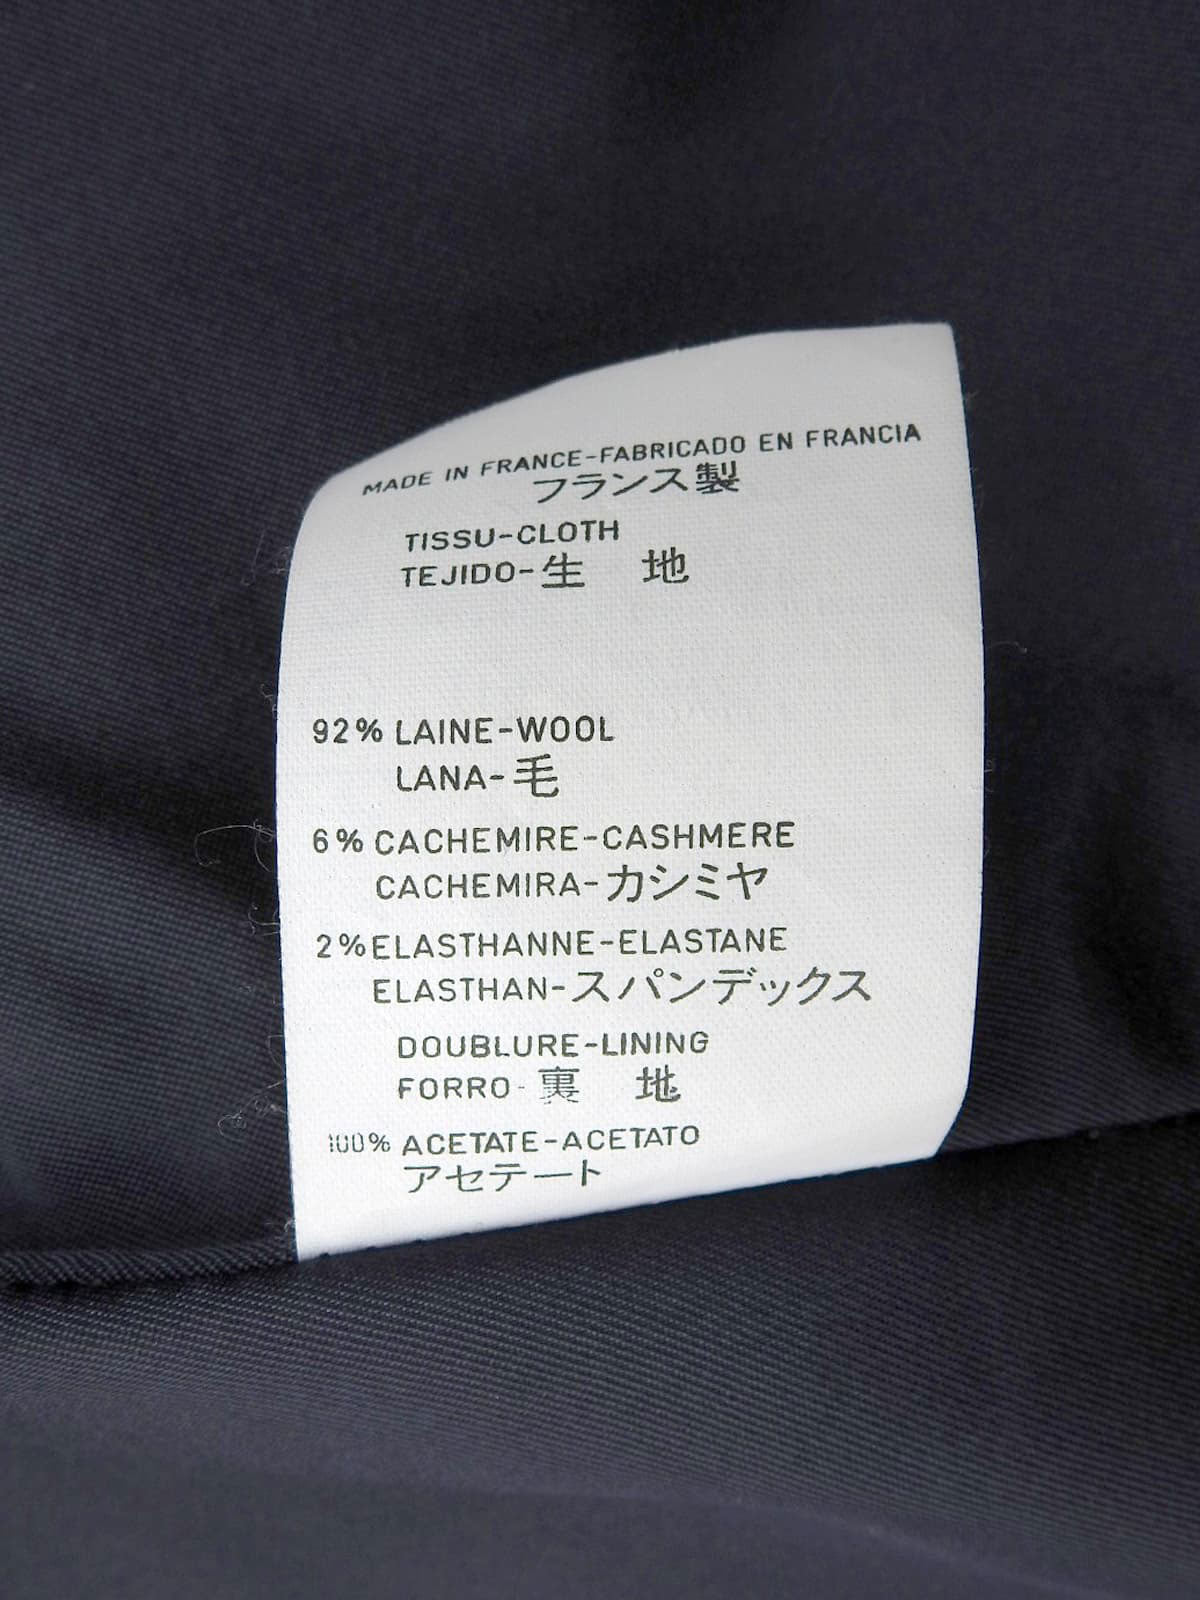 MADE IN FRANCE-FABRICADO EN FRANCIA
フランス製
TISSU-CLOTH
TEJIDO-生 地
92% LAINE-WOOL
LANA-毛
6% CACHEMIRE-CASHMERE
CACHEMIRA-カシミヤ
2% ELASTHANNE-ELASTANE
ELASTHAN-スパンデックス
DOUBLURE-LINING
FORRO-裏 地
100% ACETATE-ACETATO
アセテート